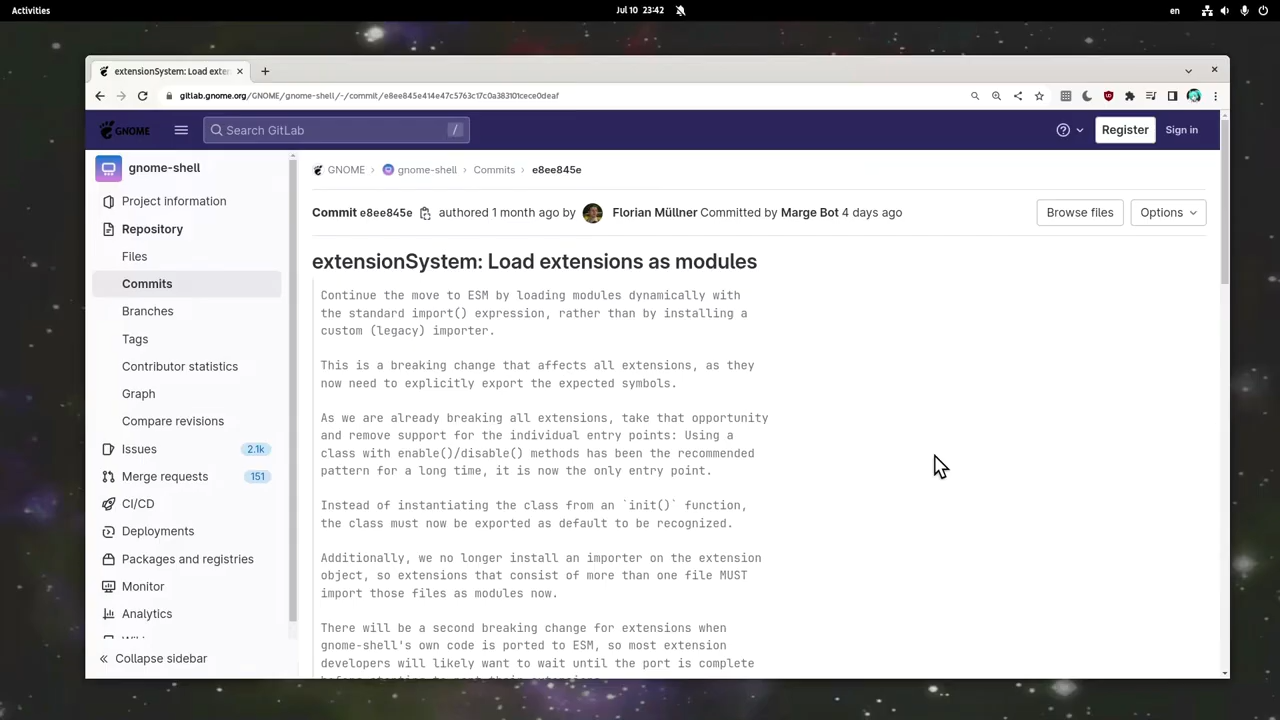 Activities
Jul 10 23:42
en
extensionSystem: Load exten
gitlab.gnome.org/GNOME/gnome-shell/-/commit/e8ee845e414e47c5763c17c0a383101cece0deaf
GNOME
Search GitLab
/
Register
Sign in
gnome-shell
Project information
Repository
Files
Commits
Branches
Tags
Contributor statistics
Graph
Compare revisions
Issues 2.1k
Merge requests 151
CI/CD
Deployments
Packages and registries
Monitor
Analytics
Collapse sidebar
GNOME › gnome-shell › Commits › e8ee845e
Commit e8ee845e authored 1 month ago by Florian Müllner Committed by Marge Bot 4 days ago
Browse files
Options
extensionSystem: Load extensions as modules
Continue the move to ESM by loading modules dynamically with
the standard import() expression, rather than by installing a
custom (legacy) importer.
This is a breaking change that affects all extensions, as they
now need to explicitly export the expected symbols.
As we are already breaking all extensions, take that opportunity
and remove support for the individual entry points: Using a
class with enable()/disable() methods has been the recommended
pattern for a long time, it is now the only entry point.
Instead of instantiating the class from an `init()` function,
the class must now be exported as default to be recognized.
Additionally, we no longer install an importer on the extension
object, so extensions that consist of more than one file MUST
import those files as modules now.
There will be a second breaking change for extensions when
gnome-shell's own code is ported to ESM, so most extension
developers will likely want to wait until the port is complete